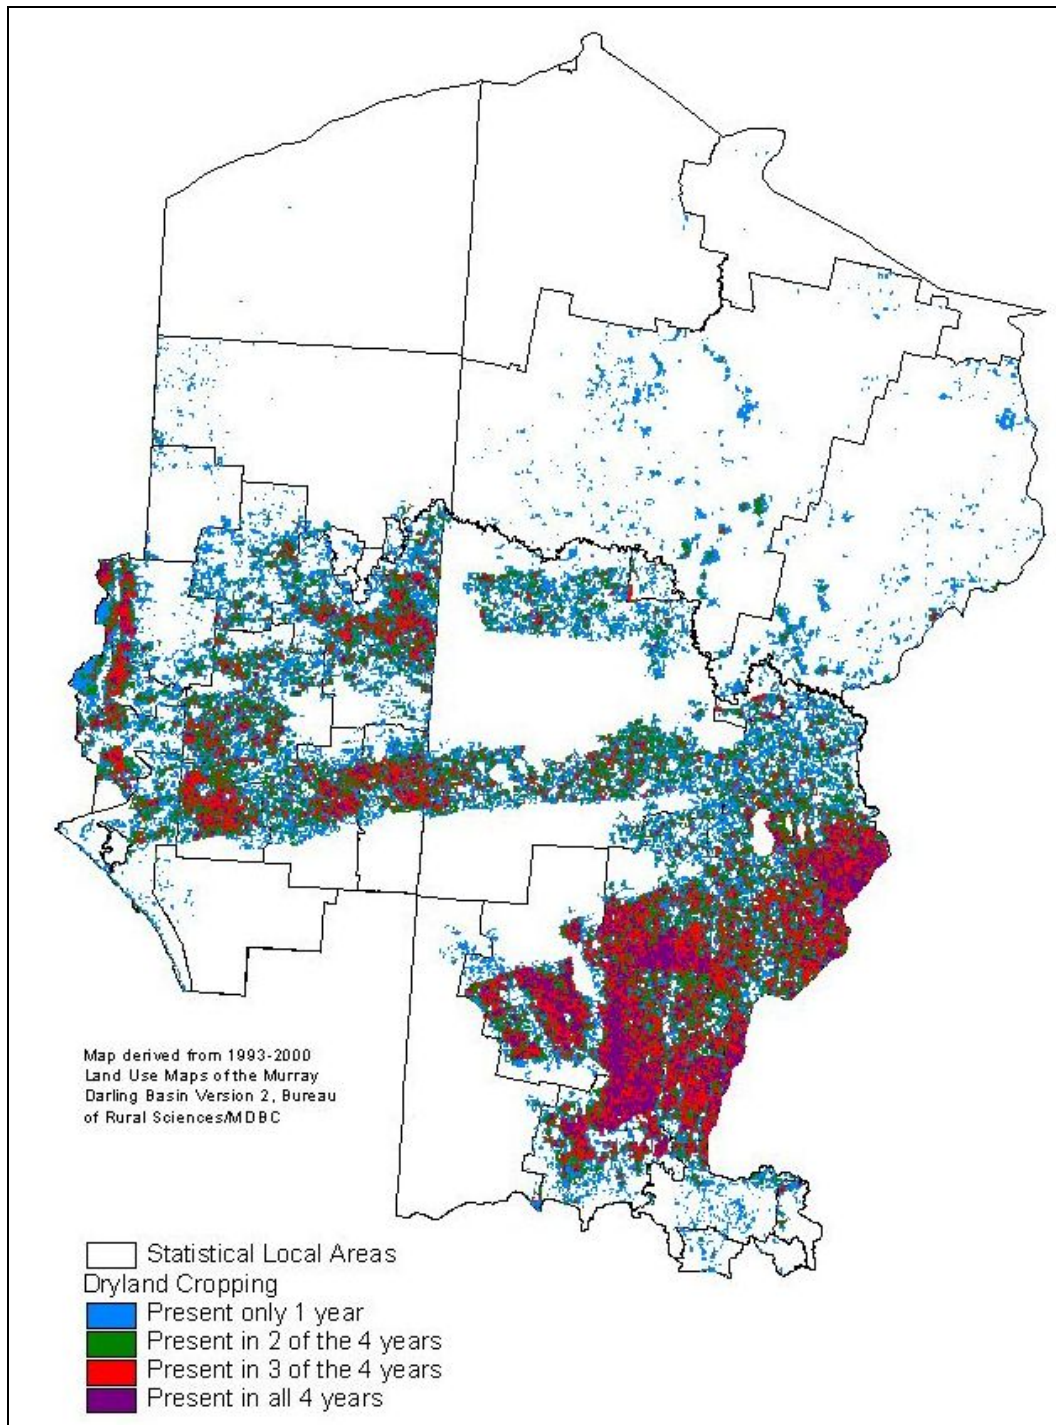 Map derived from 1993-2000
Land Use Maps of the Murray
Darling Basin Version 2, Bureau
of Rural Sciences/MDBC
Statistical Local Areas
Dryland Cropping
Present only 1 year
Present in 2 of the 4 years
Present in 3 of the 4 years
Present in all 4 years